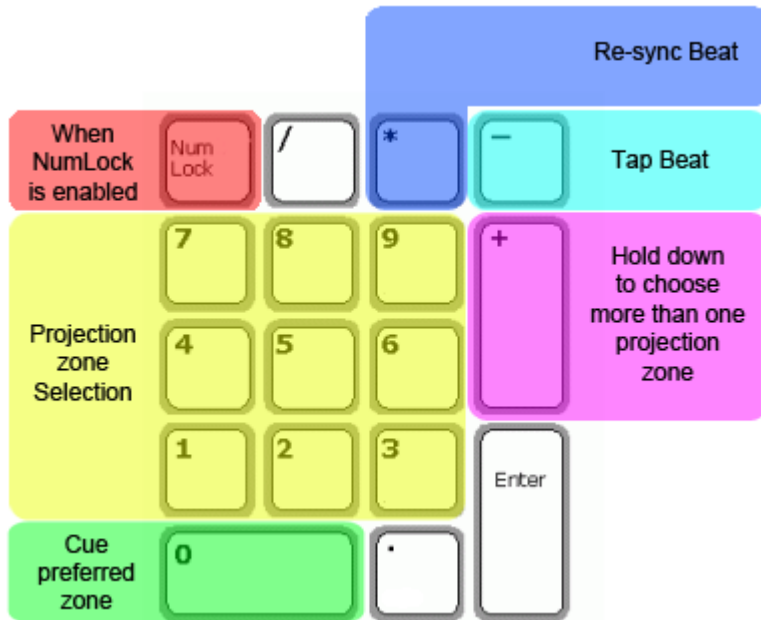 Re-sync Beat
When
NumLock
is enabled
Num
Lock
/
*
−
Tap Beat
7
8
9
+
Hold down
to choose
more than one
projection
zone
Projection
zone
Selection
4
5
6
1
2
3
Enter
Cue
preferred
zone
0
.